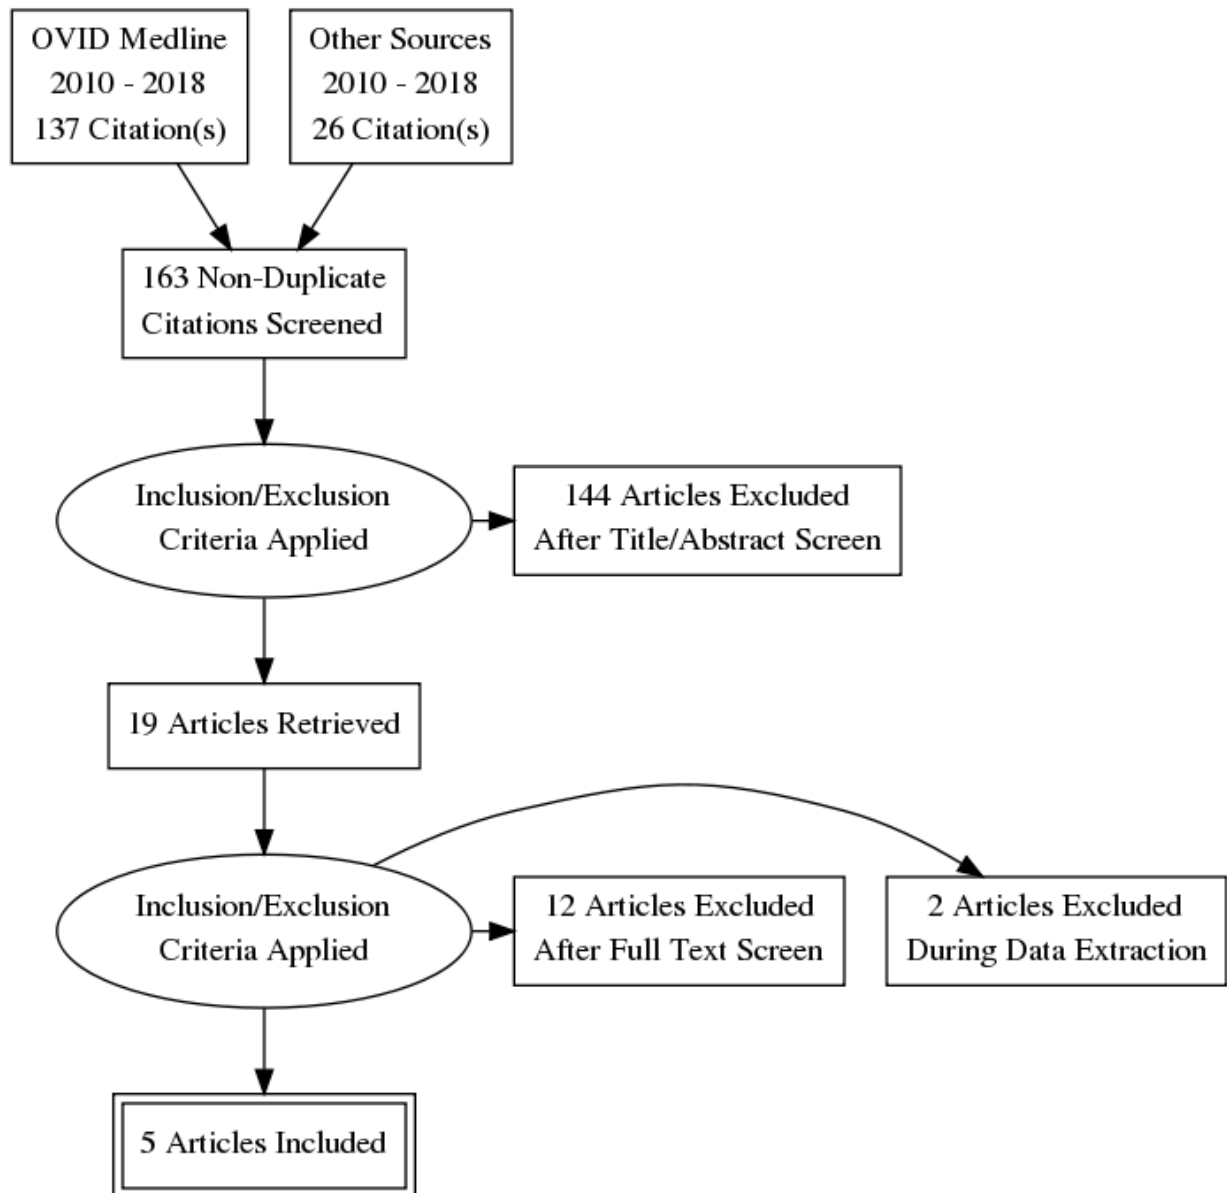 OVID Medline
2010 - 2018
137 Citation(s)
Other Sources
2010 - 2018
26 Citation(s)
163 Non-Duplicate
Citations Screened
Inclusion/Exclusion
Criteria Applied
144 Articles Excluded
After Title/Abstract Screen
19 Articles Retrieved
Inclusion/Exclusion
Criteria Applied
12 Articles Excluded
After Full Text Screen
2 Articles Excluded
During Data Extraction
5 Articles Included